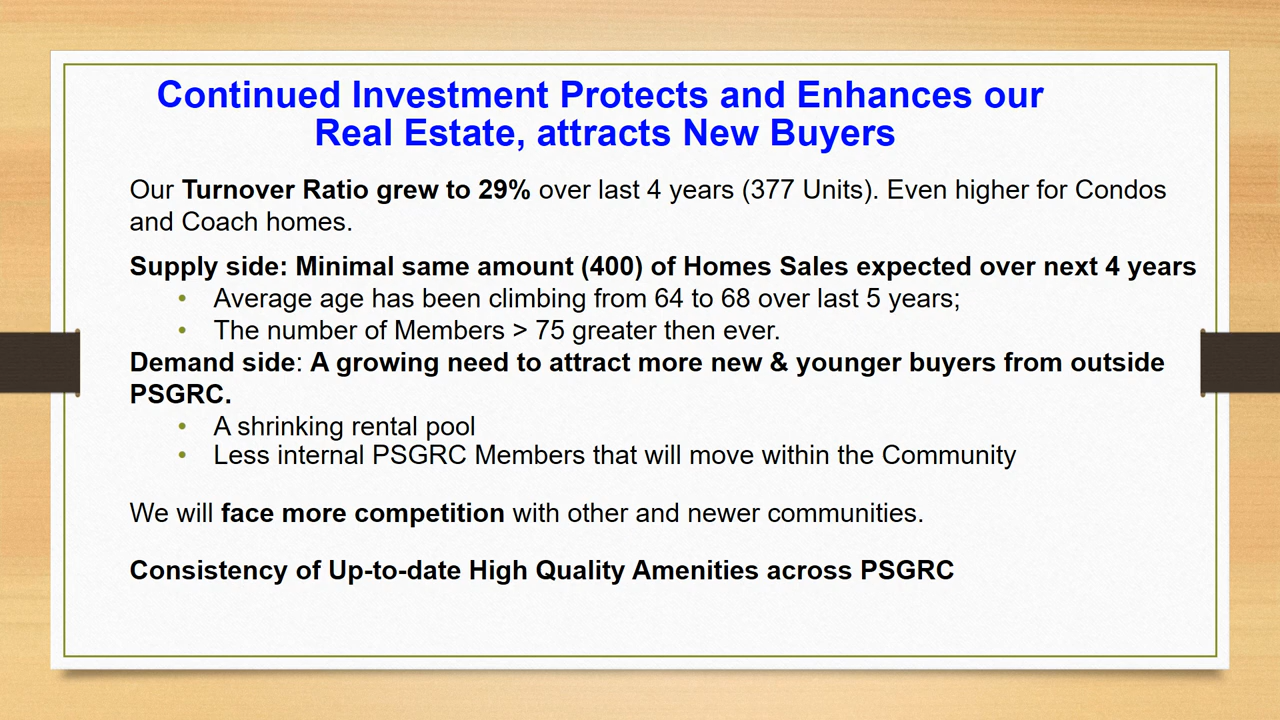 Continued Investment Protects and Enhances our
Real Estate, attracts New Buyers
Our Turnover Ratio grew to 29% over last 4 years (377 Units). Even higher for Condos
and Coach homes.
Supply side: Minimal same amount (400) of Homes Sales expected over next 4 years
• Average age has been climbing from 64 to 68 over last 5 years;
• The number of Members > 75 greater then ever.
Demand side: A growing need to attract more new & younger buyers from outside
PSGRC.
• A shrinking rental pool
• Less internal PSGRC Members that will move within the Community
We will face more competition with other and newer communities.
Consistency of Up-to-date High Quality Amenities across PSGRC